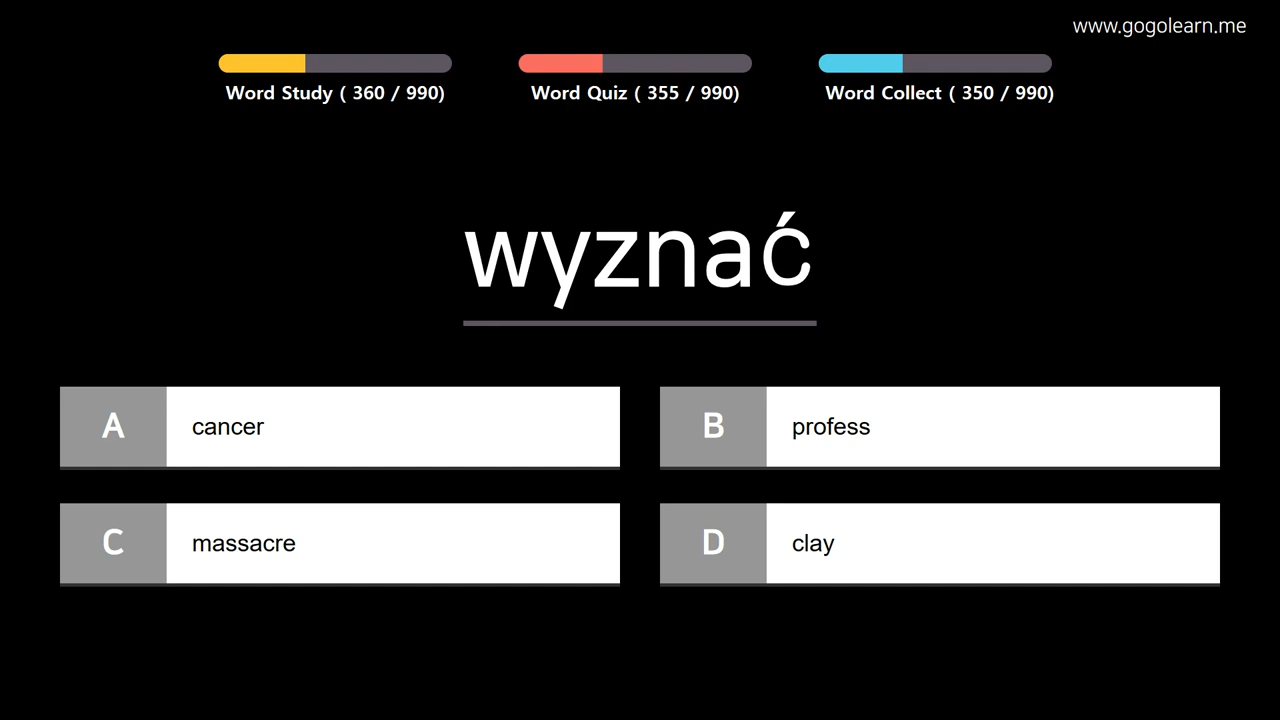 www.gogolearn.me
Word Study ( 360 / 990)
Word Quiz ( 355 / 990)
Word Collect ( 350 / 990)
wyznać
A cancer
B profess
C massacre
D clay